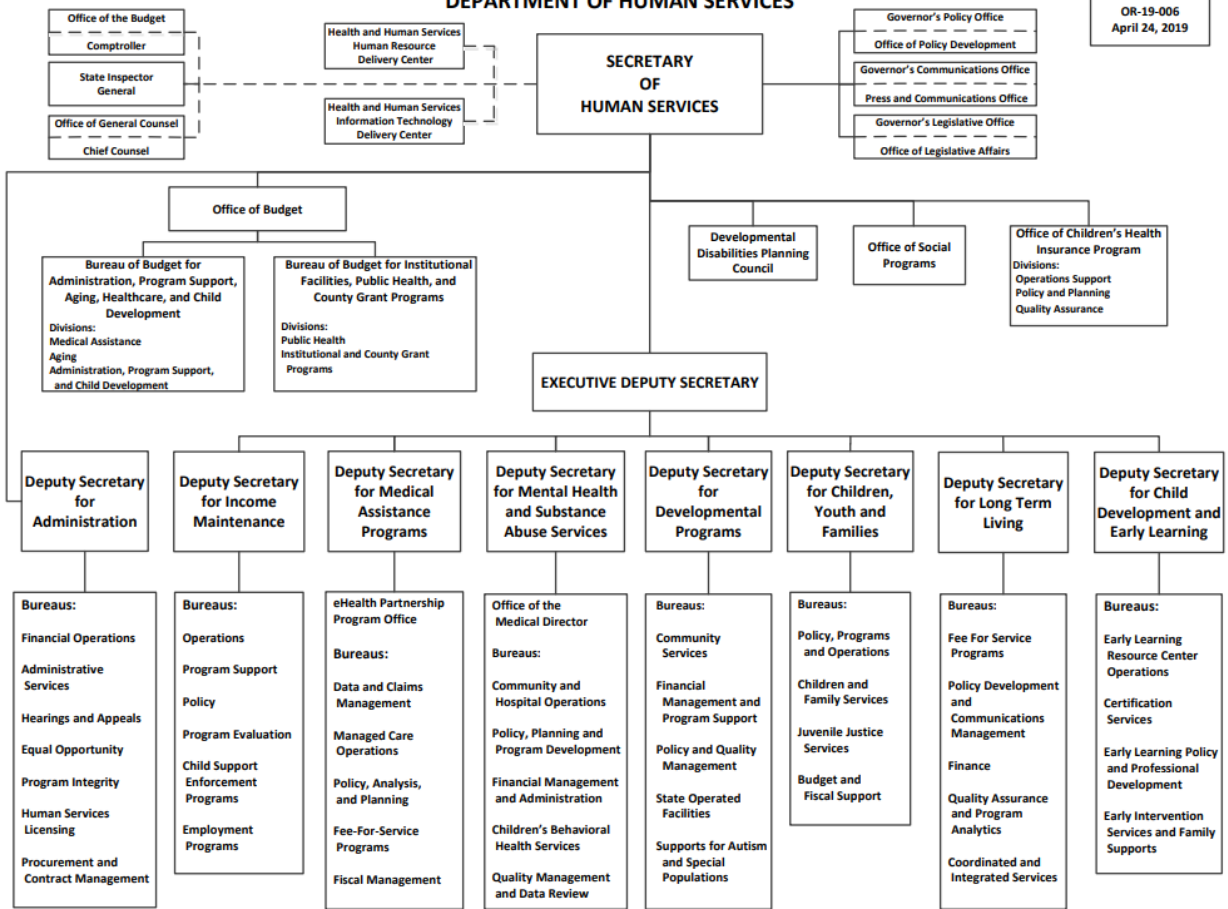 DEPARTMENT OF HUMAN SERVICES
OR-19-006
April 24, 2019
Office of the Budget
Comptroller
State Inspector
General
Office of General Counsel
Chief Counsel
Health and Human Services
Human Resource
Delivery Center
Health and Human Services
Information Technology
Delivery Center
SECRETARY
OF
HUMAN SERVICES
Governor's Policy Office
Office of Policy Development
Governor's Communications Office
Press and Communications Office
Governor's Legislative Office
Office of Legislative Affairs
Office of Budget
Bureau of Budget for
Administration, Program Support,
Aging, Healthcare, and Child
Development
Divisions:
Medical Assistance
Aging
Administration, Program Support,
and Child Development
Bureau of Budget for Institutional
Facilities, Public Health, and
County Grant Programs
Divisions:
Public Health
Institutional and County Grant
Programs
Developmental
Disabilities Planning
Council
Office of Social
Programs
Office of Children's Health
Insurance Program
Divisions:
Operations Support
Policy and Planning
Quality Assurance
EXECUTIVE DEPUTY SECRETARY
Deputy Secretary
for
Administration
Deputy Secretary
for Income
Maintenance
Deputy Secretary
for Medical
Assistance
Programs
Deputy Secretary
for Mental Health
and Substance
Abuse Services
Deputy Secretary
for
Developmental
Programs
Deputy Secretary
for Children,
Youth and
Families
Deputy Secretary
for Long Term
Living
Deputy Secretary
for Child
Development and
Early Learning
Bureaus:
Financial Operations
Administrative
Services
Hearings and Appeals
Equal Opportunity
Program Integrity
Human Services
Licensing
Procurement and
Contract Management
Bureaus:
Operations
Program Support
Policy
Program Evaluation
Child Support
Enforcement
Programs
Employment
Programs
eHealth Partnership
Program Office
Bureaus:
Data and Claims
Management
Managed Care
Operations
Policy, Analysis,
and Planning
Fee-For-Service
Programs
Fiscal Management
Office of the
Medical Director
Bureaus:
Community and
Hospital Operations
Policy, Planning and
Program Development
Financial Management
and Administration
Children's Behavioral
Health Services
Quality Management
and Data Review
Bureaus:
Community
Services
Financial
Management and
Program Support
Policy and Quality
Management
State Operated
Facilities
Supports for Autism
and Special
Populations
Bureaus:
Policy, Programs
and Operations
Children and
Family Services
Juvenile Justice
Services
Budget and
Fiscal Support
Bureaus:
Fee For Service
Programs
Policy Development
and
Communications
Management
Finance
Quality Assurance
and Program
Analytics
Coordinated and
Integrated Services
Bureaus:
Early Learning
Resource Center
Operations
Certification
Services
Early Learning Policy
and Professional
Development
Early Intervention
Services and Family
Supports